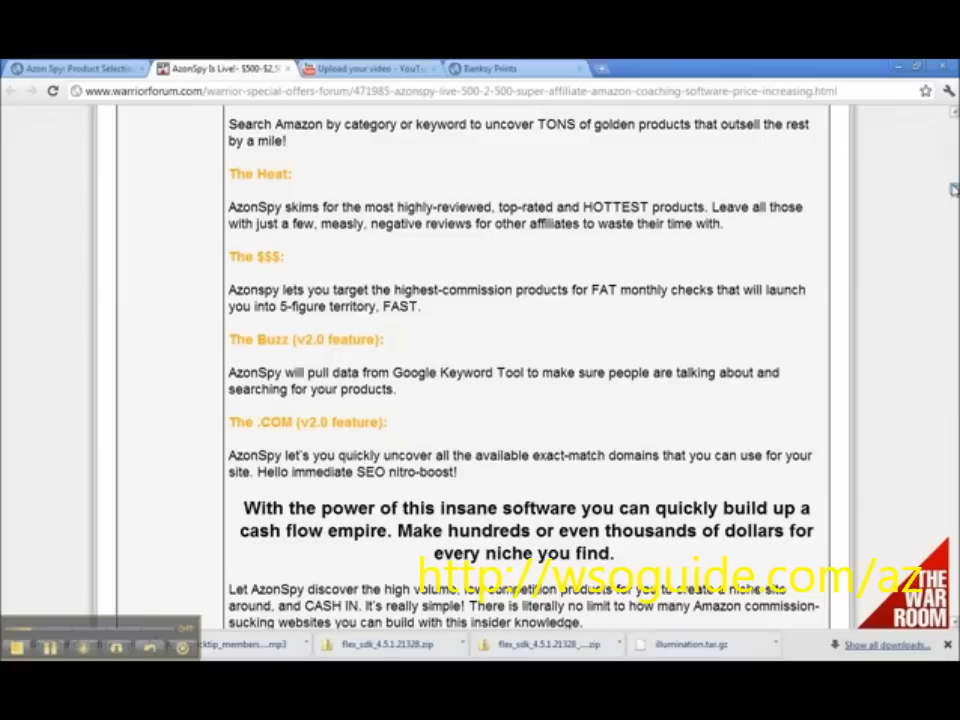 Azon Spy: Product Selectio
AzonSpy Is Live!- $500-$2,5
Upload your video - YouTu
Banksy Prints
www.warriorforum.com/warrior-special-offers-forum/471985-azonspy-live-500-2-500-super-affiliate-amazon-coaching-software-price-increasing.html
Search Amazon by category or keyword to uncover TONS of golden products that outsell the rest
by a mile!
The Heat:
AzonSpy skims for the most highly-reviewed, top-rated and HOTTEST products. Leave all those
with just a few, measly, negative reviews for other affiliates to waste their time with.
The $$$:
Azonspy lets you target the highest-commission products for FAT monthly checks that will launch
you into 5-figure territory, FAST.
The Buzz (v2.0 feature):
AzonSpy will pull data from Google Keyword Tool to make sure people are talking about and
searching for your products.
The .COM (v2.0 feature):
AzonSpy let's you quickly uncover all the available exact-match domains that you can use for your
site. Hello immediate SEO nitro-boost!
With the power of this insane software you can quickly build up a
cash flow empire. Make hundreds or even thousands of dollars for
every niche you find.
http://wsoguide.com/az
Let AzonSpy discover the high volume, low competition products for you to create a niche site
around, and CASH IN. It's really simple! There is literally no limit to how many Amazon commission-
sucking websites you can build with this insider knowledge.
THE
WAR
ROOM
cktip_members....mp3
flex_sdk_4.5.1.21328_.zip
flex_sdk_4.5.1.21328_...zip
illumination.tar.gz
Show all downloads...